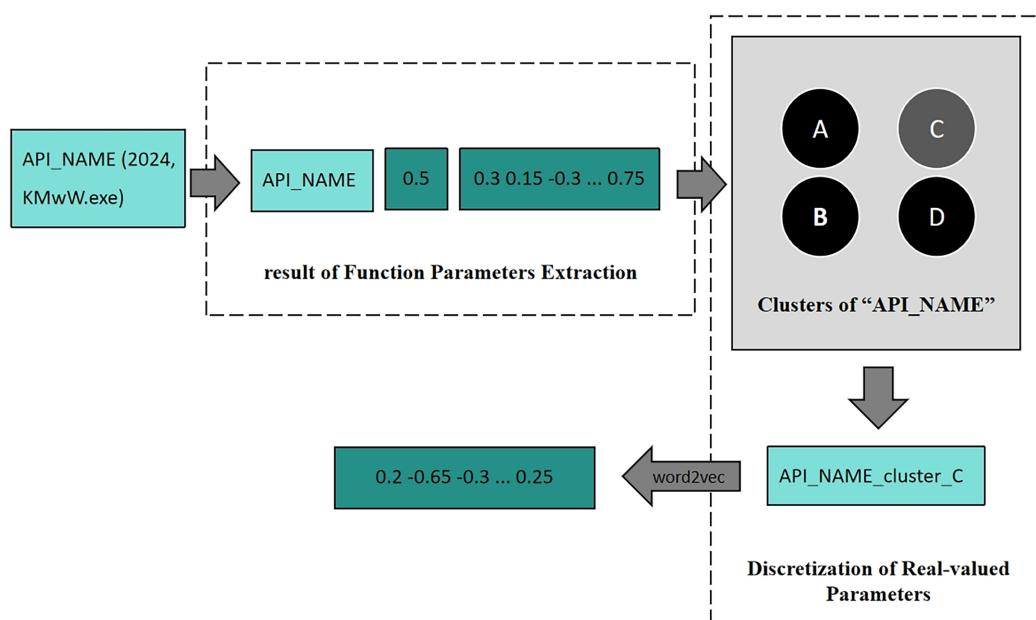 API_NAME (2024,
KMwW.exe)
API_NAME
0.5
0.3 0.15 -0.3 ... 0.75
result of Function Parameters Extraction
A
C
B
D
Clusters of “API_NAME”
API_NAME_cluster_C
word2vec
0.2 -0.65 -0.3 ... 0.25
Discretization of Real-valued
Parameters